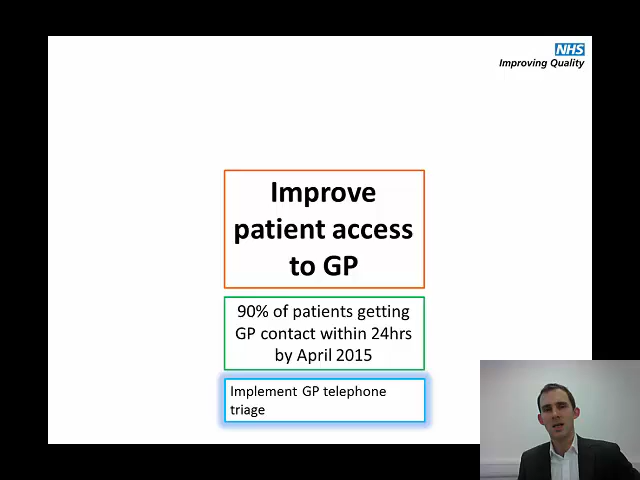 NHS
Improving Quality
Improve
patient access
to GP
90% of patients getting
GP contact within 24hrs
by April 2015
Implement GP telephone
triage